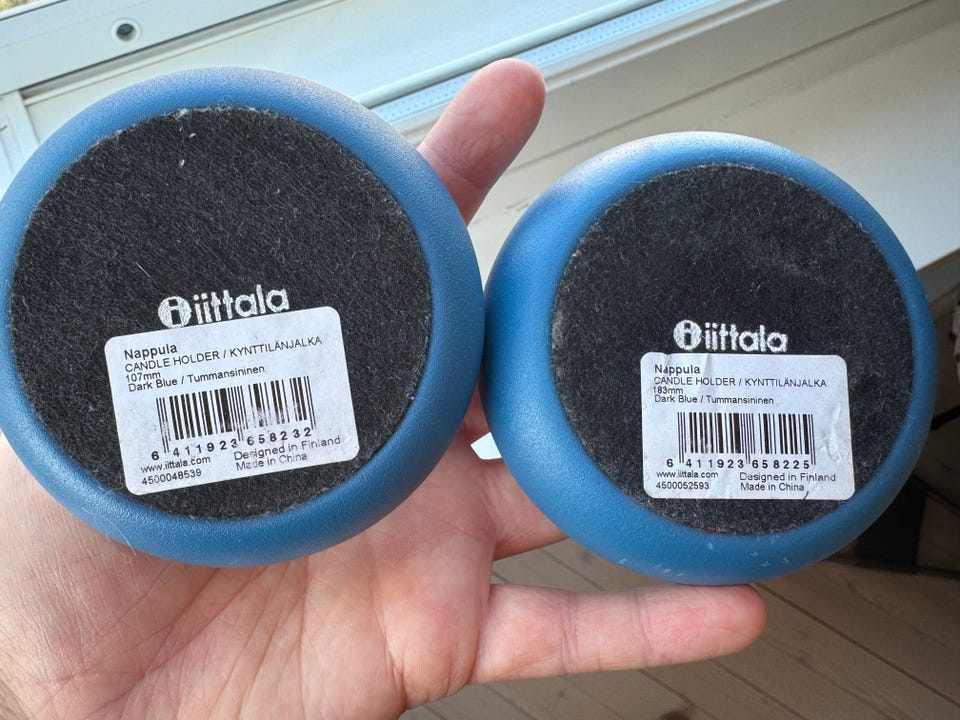 iittala
Nappula
CANDLE HOLDER / KYNTTILÄNJALKA
107mm
Dark Blue / Tummansininen
6 411923 658232
www.iittala.com
Designed in Finland
Made in China
4500048539
iittala
Nappula
CANDLE HOLDER / KYNTTILÄNJALKA
183mm
Dark Blue / Tummansininen
6 411923 658225
www.iittala.com
Designed in Finland
Made in China
4500052593